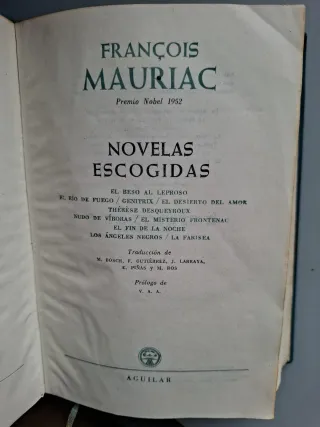 FRANÇOIS
MAURIAC
Premio Nobel 1952
NOVELAS
ESCOGIDAS
EL BESO AL LEPROSO
EL RÍO DE FUEGO / GENITRIX / EL DESIERTO DEL AMOR
THÉRÈSE DESQUEYROUX
NUDO DE VÍBORAS / EL MISTERIO FRONTENAC
EL FIN DE LA NOCHE
LOS ÁNGELES NEGROS / LA FARISEA
Traducción de
M. BOSCH, F. GUTIÉRREZ, J. LARRAYA,
E. PIÑAS y M. ROS
Prólogo de
AGUILAR